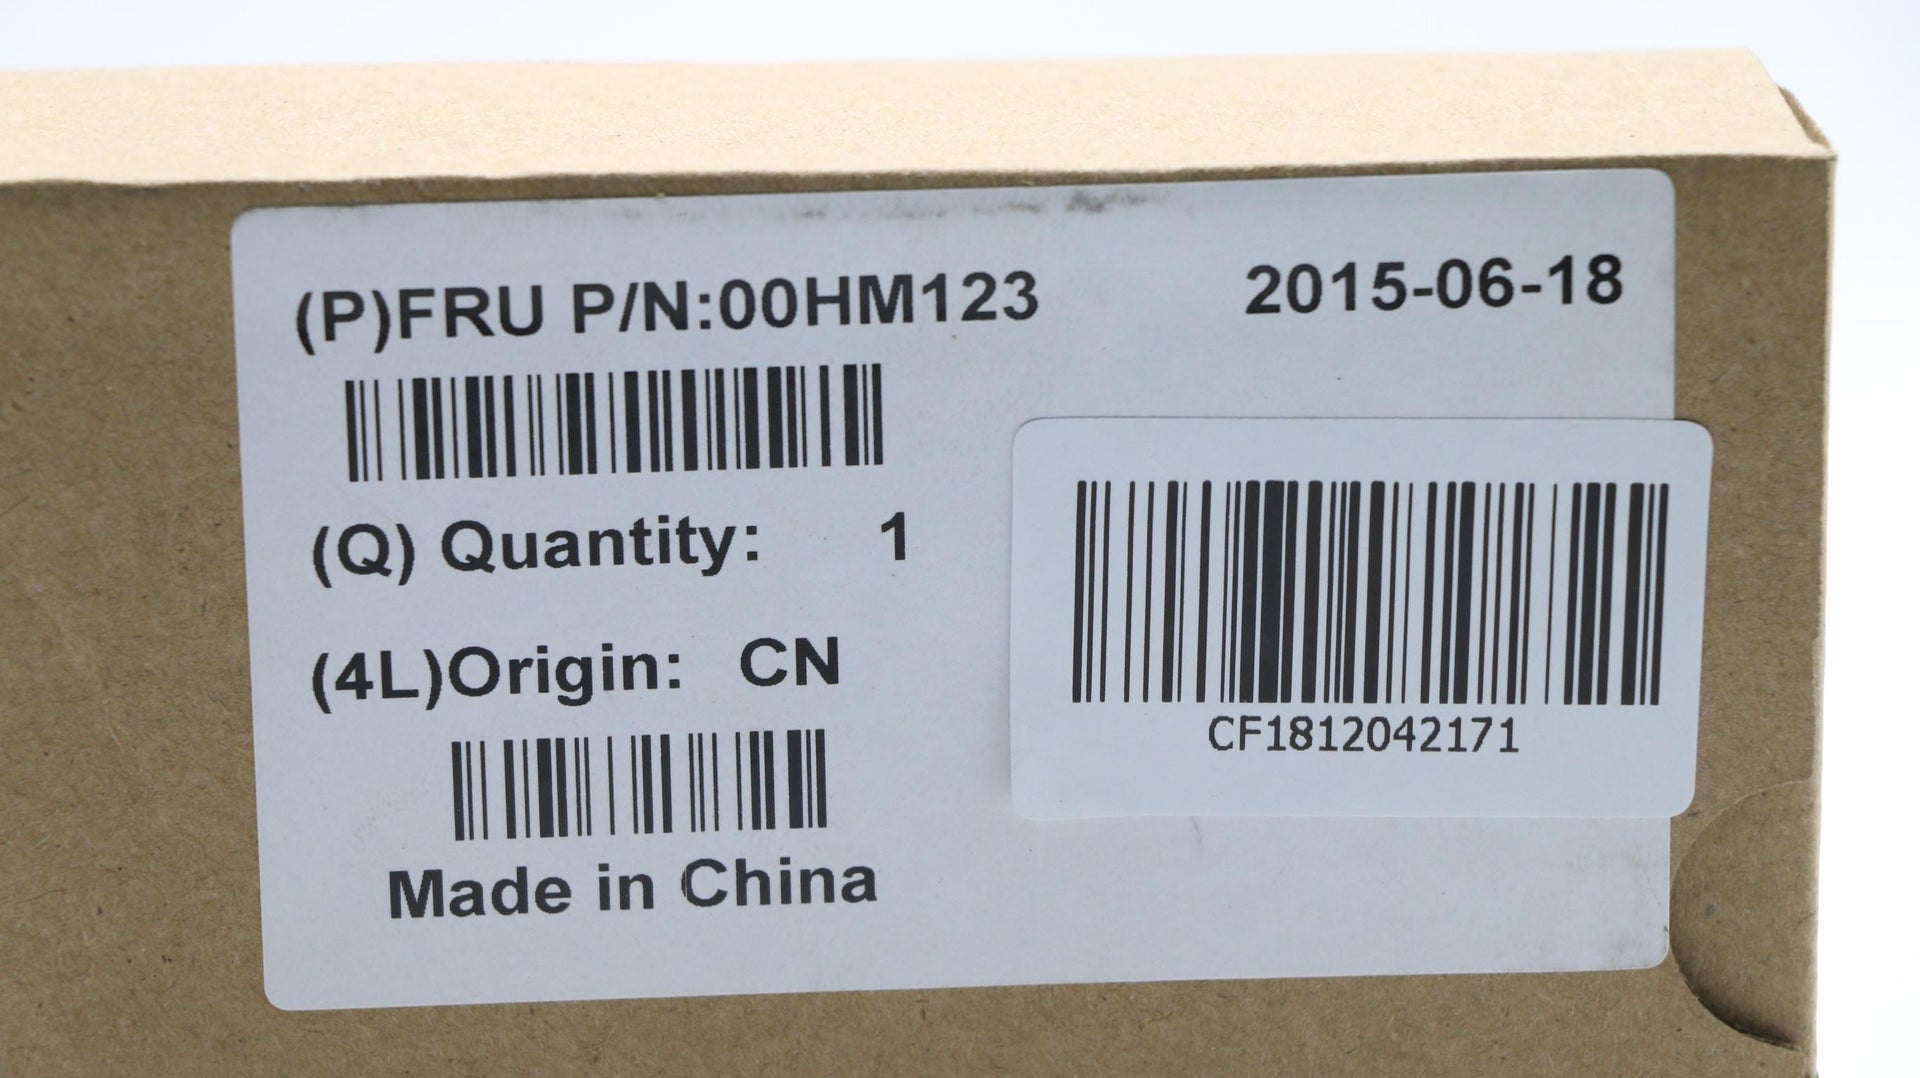 (P)FRU P/N:00HM123
2015-06-18
(Q) Quantity: 1
(4L)Origin: CN
Made in China
CF1812042171